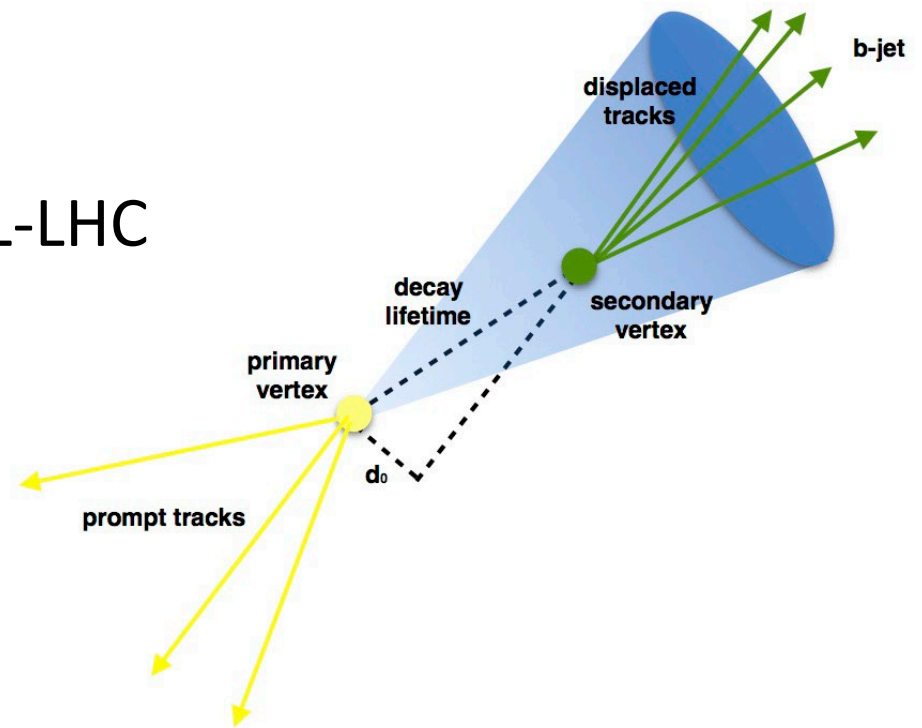 b-jet
displaced
tracks
-LHC
decay
lifetime
secondary
vertex
primary
vertex
d₀
prompt tracks